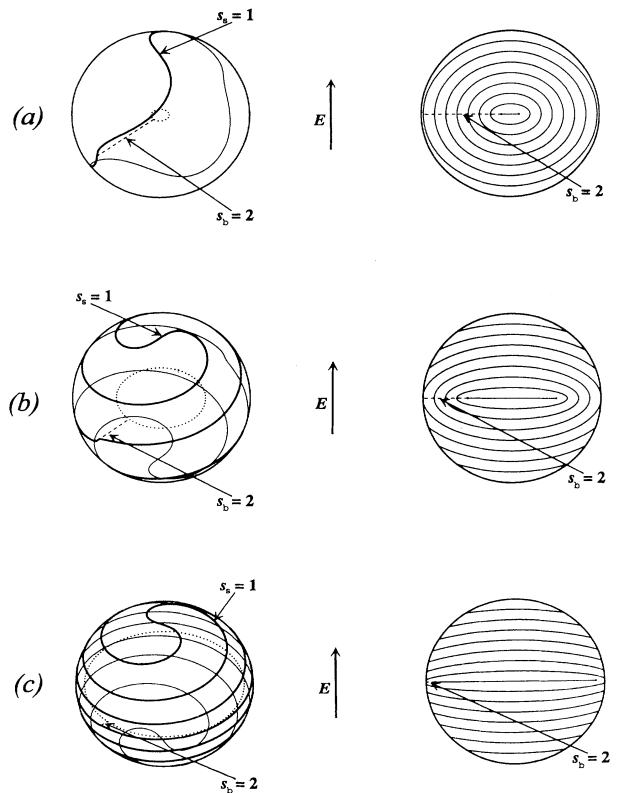 s_s = 1
(a)
E
s_b = 2
s_b = 2
s_s = 1
(b)
E
s_b = 2
s_b = 2
s_s = 1
(c)
E
s_b = 2
s_b = 2